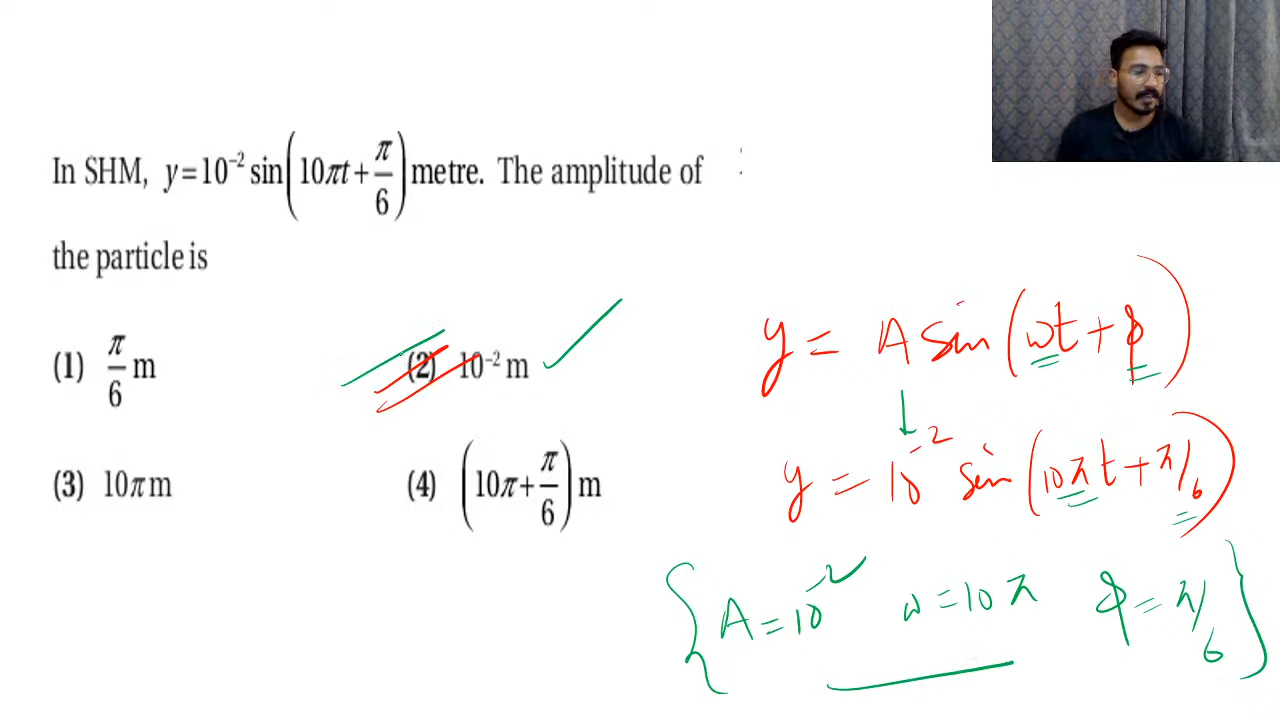 In SHM, y=10⁻² sin(10πt + π/6) metre. The amplitude of
the particle is
(1) π/6 m
(2) 10⁻² m
(3) 10π m
(4) (10π + π/6) m
y = A sin(ωt + φ)
y = 10⁻² sin(10πt + π/6)
{A = 10⁻² ω = 10π φ = π/6}